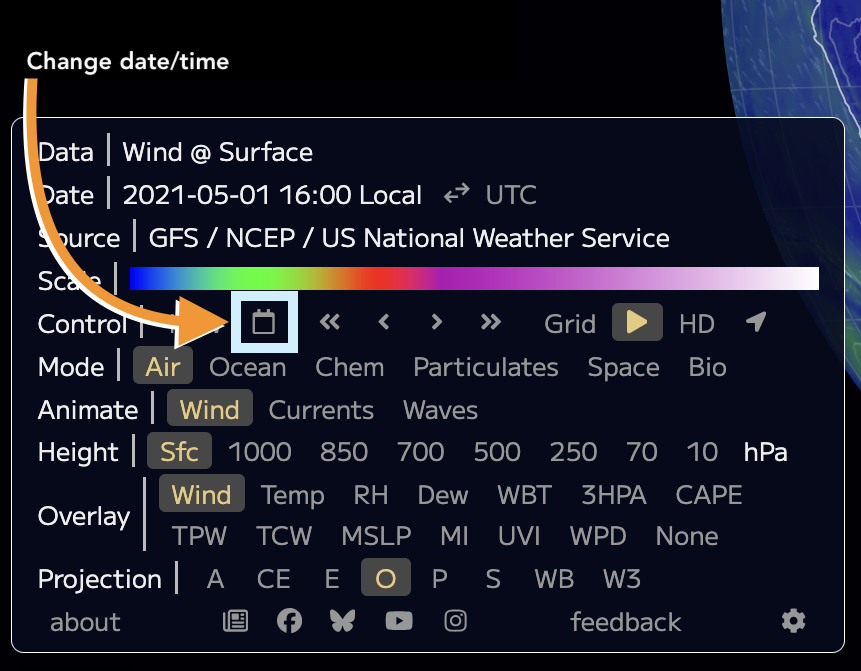 Change date/time
Data | Wind @ Surface
Date | 2021-05-01 16:00 Local UTC
Source | GFS / NCEP / US National Weather Service
Scale
Control | Grid HD
Mode | Air Ocean Chem Particulates Space Bio
Animate | Wind Currents Waves
Height | Sfc 1000 850 700 500 250 70 10 hPa
Overlay | Wind Temp RH Dew WBT 3HPA CAPE
TPW TCW MSLP MI UVI WPD None
Projection | A CE E O P S WB W3
about feedback